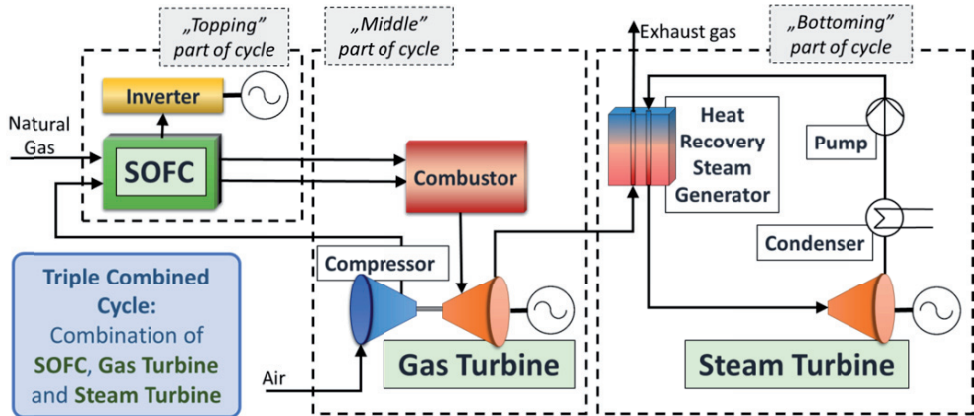 „Topping"
part of cycle
„Middle"
part of cycle
„Bottoming"
part of cycle
Exhaust gas
Inverter
Natural
Gas
SOFC
Combustor
Heat
Recovery
Steam
Generator
Pump
Condenser
Compressor
Triple Combined
Cycle:
Combination of
SOFC, Gas Turbine
and Steam Turbine
Air
Gas Turbine
Steam Turbine